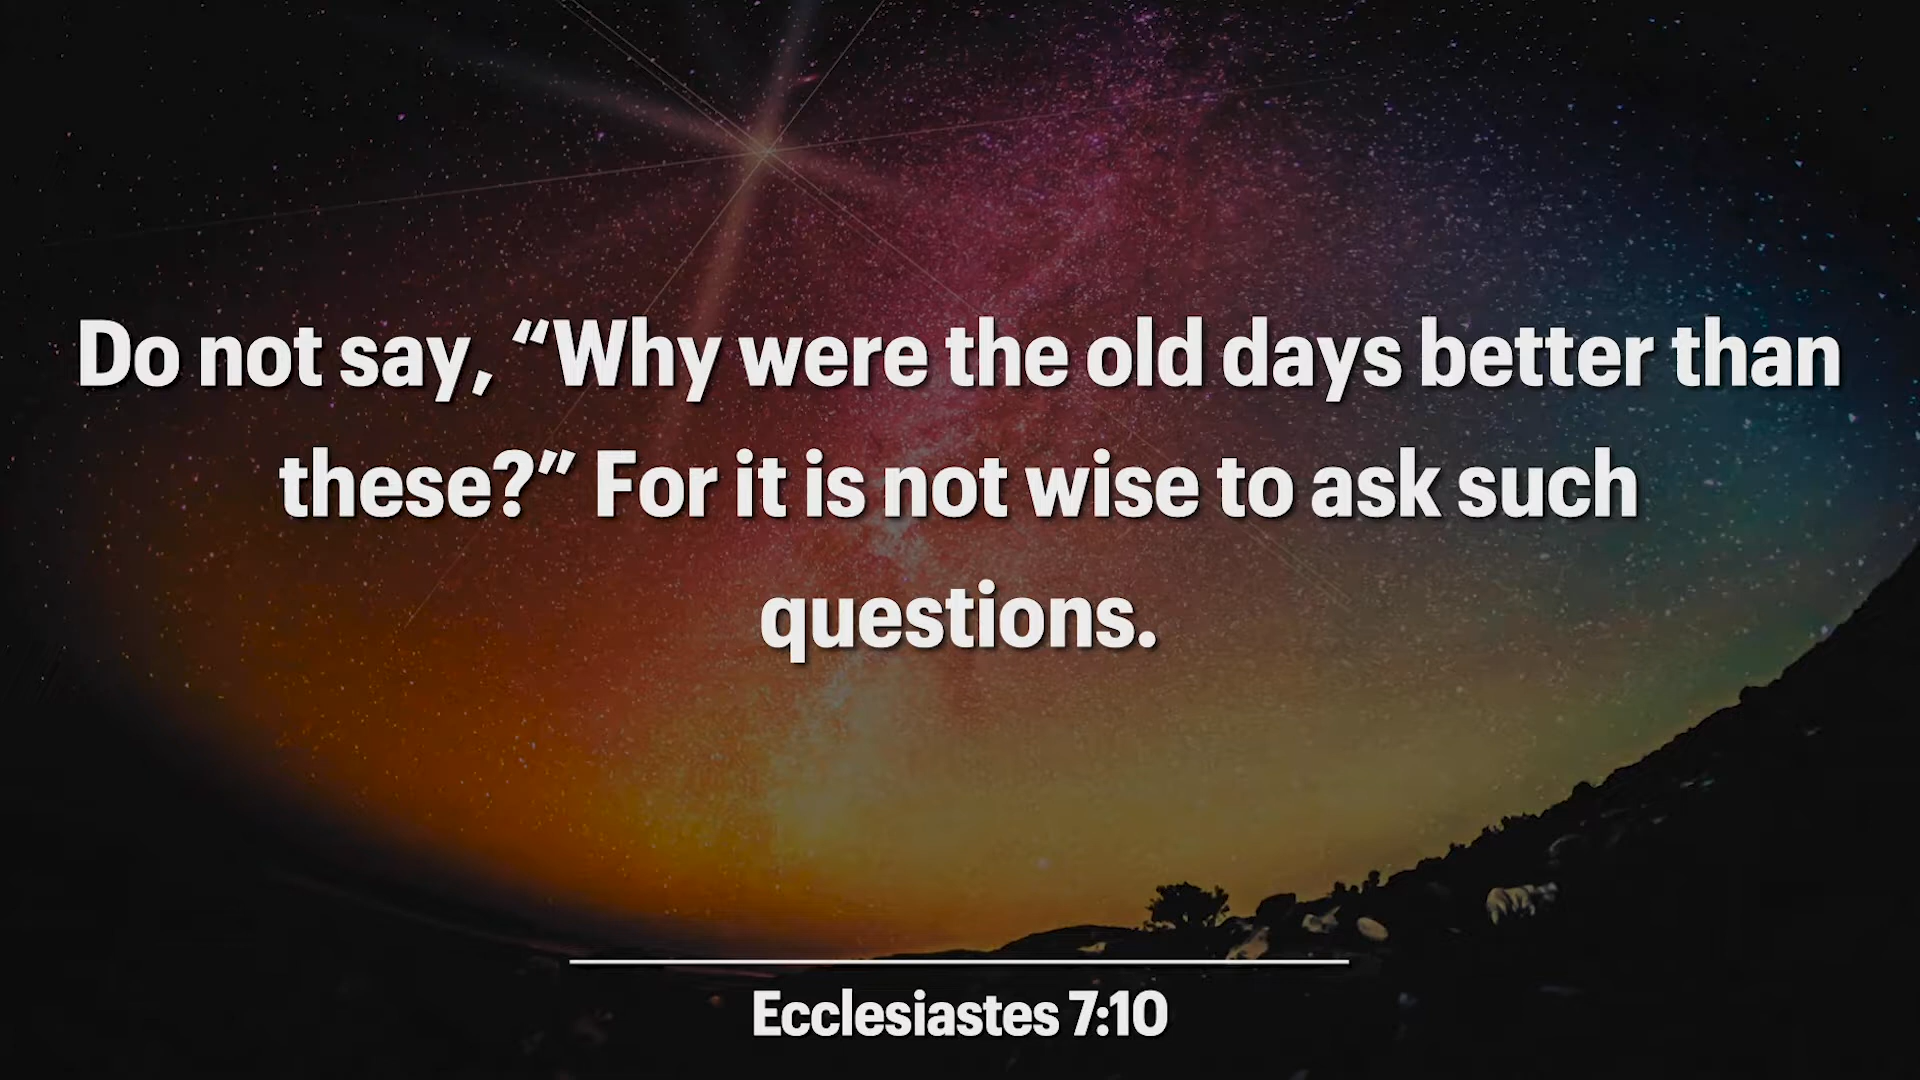 Do not say, “Why were the old days better than
these?” For it is not wise to ask such
questions.
Ecclesiastes 7:10